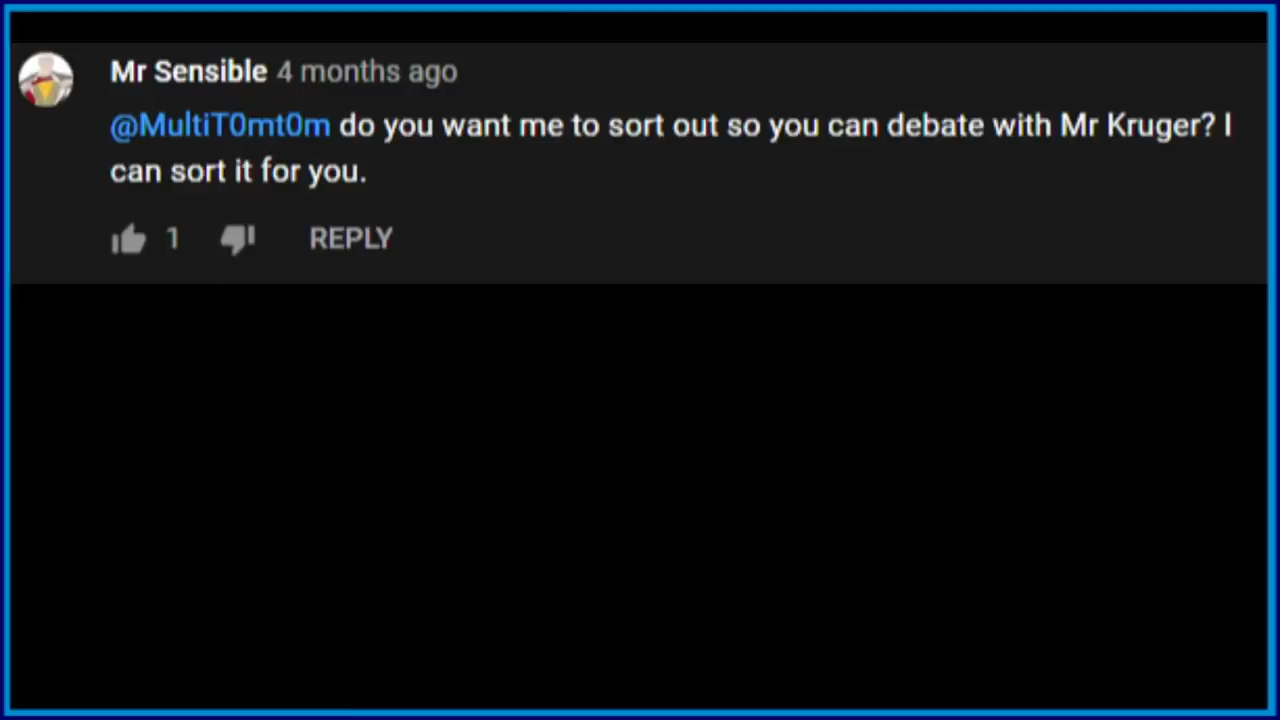 Mr Sensible 4 months ago
@MultiT0mt0m do you want me to sort out so you can debate with Mr Kruger? I
can sort it for you.
1 REPLY